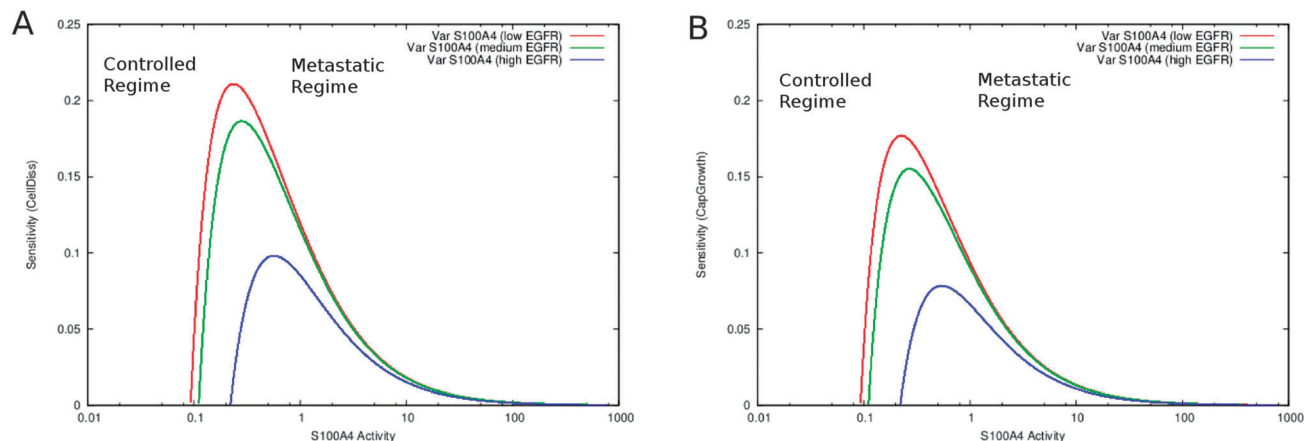 A
0.25
0.2
0.15
0.1
0.05
0
Sensitivity (CellDiss)
Controlled
Regime
Metastatic
Regime
Var S100A4 (low EGFR)
Var S100A4 (medium EGFR)
Var S100A4 (high EGFR)
0.01
0.1
1
10
100
1000
S100A4 Activity
B
0.25
0.2
0.15
0.1
0.05
0
Sensitivity (CapGrowth)
Controlled
Regime
Metastatic
Regime
Var S100A4 (low EGFR)
Var S100A4 (medium EGFR)
Var S100A4 (high EGFR)
0.01
0.1
1
10
100
1000
S100A4 Activity